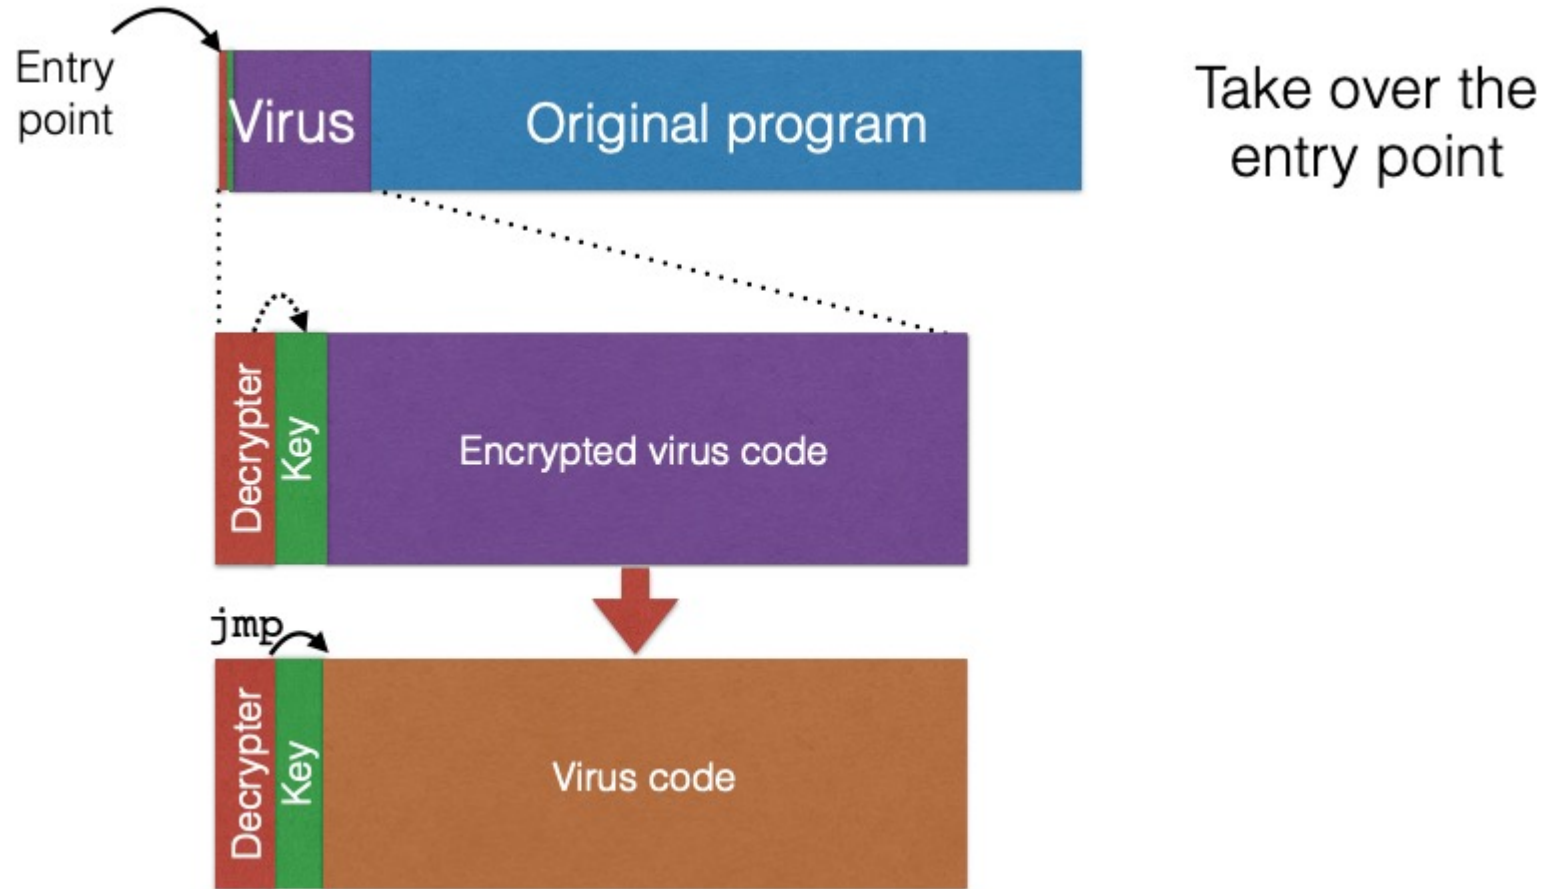 Entry
point
Virus
Original program
Take over the
entry point
Decrypter
Key
Encrypted virus code
jmp
Decrypter
Key
Virus code